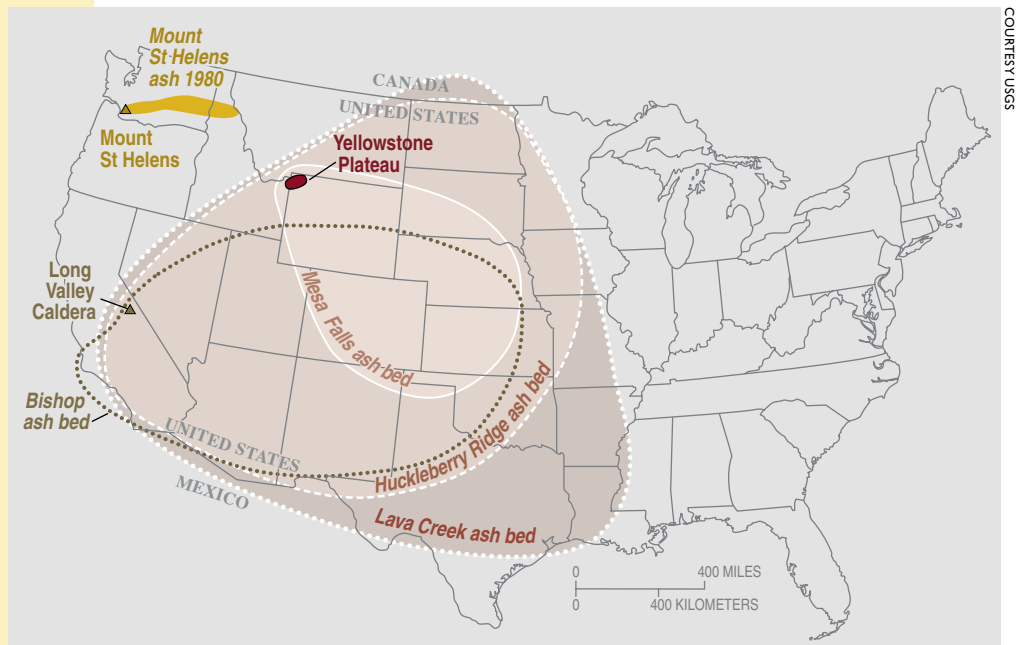 COURTESY USGS
Mount
St Helens
ash 1980
CANADA
UNITED STATES
Mount
St Helens
Yellowstone
Plateau
Long
Valley
Caldera
Mesa Falls ash bed
Bishop
ash bed
UNITED STATES
MEXICO
Huckleberry Ridge ash bed
Lava Creek ash bed
0 400 MILES
0 400 KILOMETERS